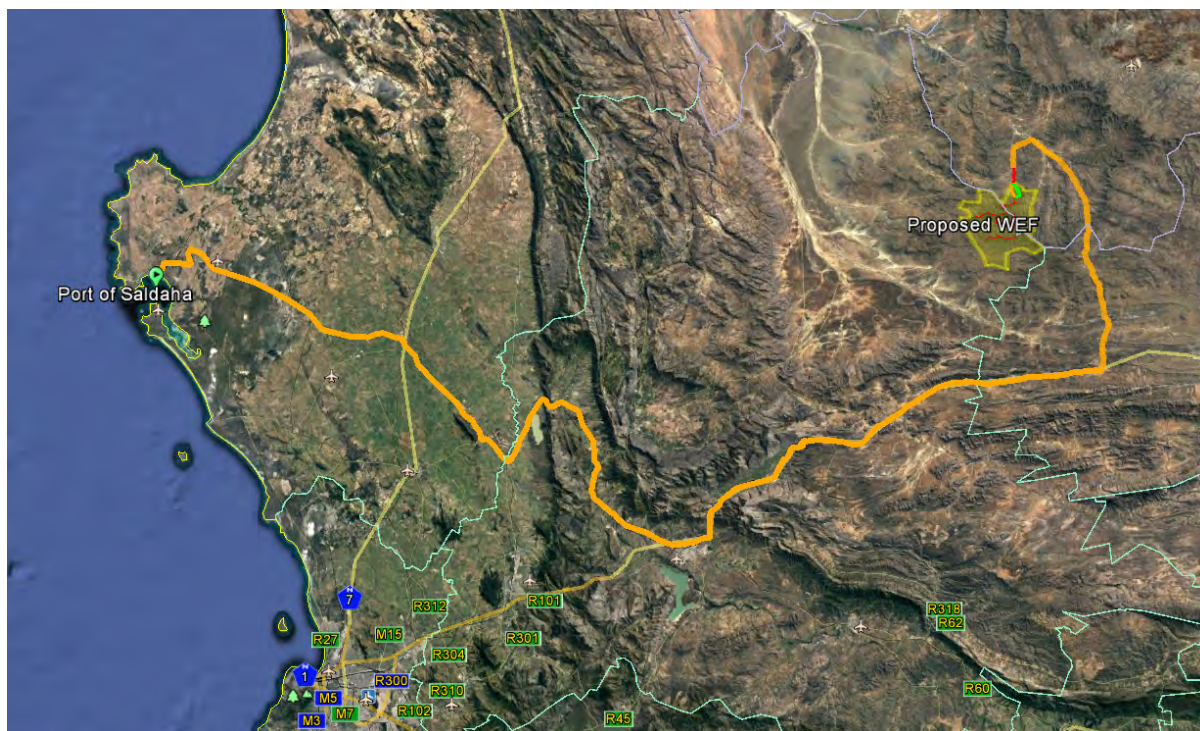 Proposed WEF
Port of Saldaha
N
7
R312
R101
R318
R62
R27
M15
R301
R304
N
1
R300
R60
M5
R310
M7
R102
M3
R45